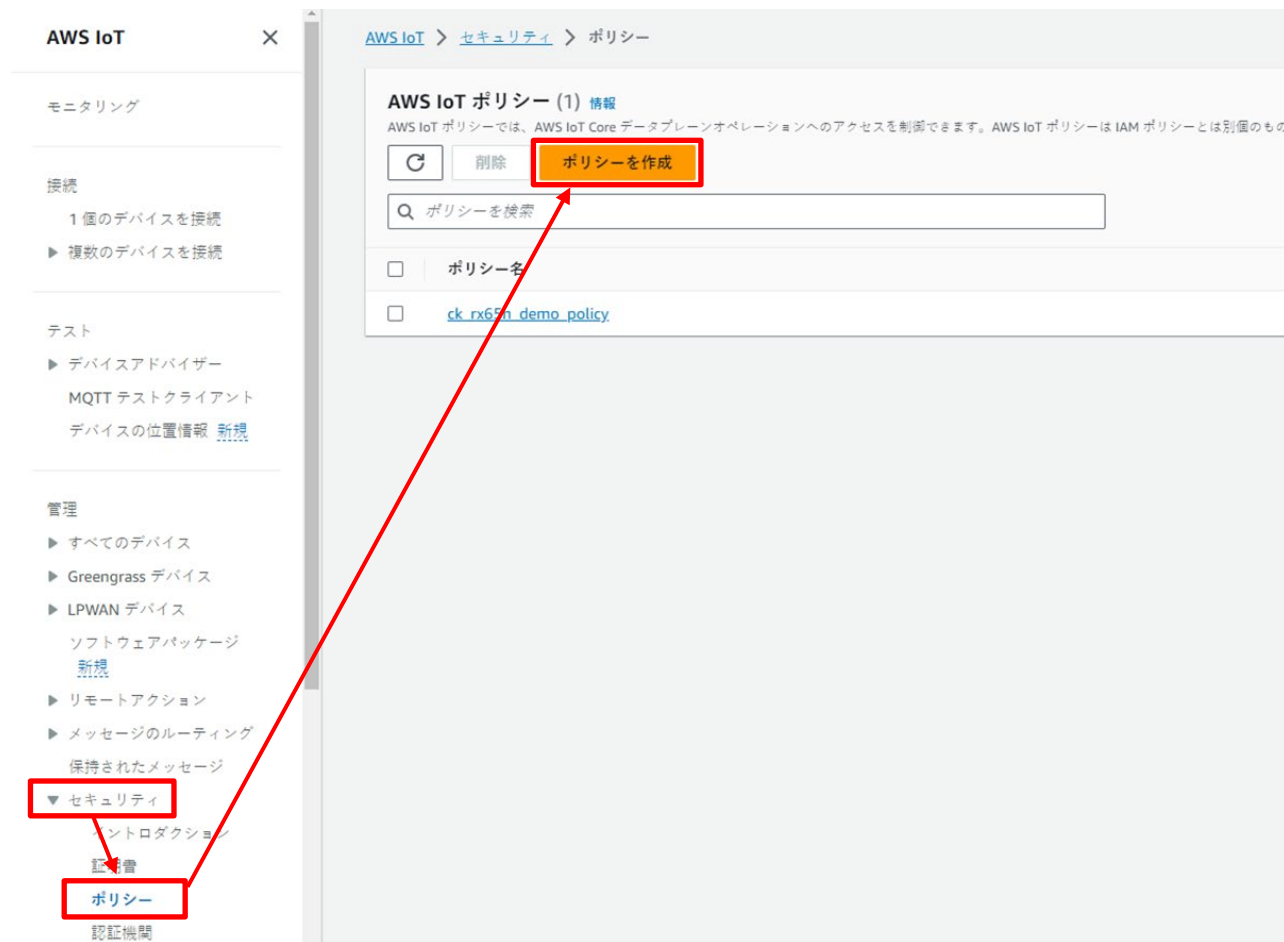 AWS IoT
モニタリング
接続
1 個のデバイスを接続
複数のデバイスを接続
テスト
デバイスアドバイザー
MQTT テストクライアント
デバイスの位置情報 新規
管理
すべてのデバイス
Greengrass デバイス
LPWAN デバイス
ソフトウェアパッケージ
新規
リモートアクション
メッセージのルーティング
保持されたメッセージ
セキュリティ
イントロダクション
証明書
ポリシー
認証機関
AWS IoT > セキュリティ > ポリシー
AWS IoT ポリシー (1) 情報
AWS IoT ポリシーでは、AWS IoT Core データプレーンオペレーションへのアクセスを制御できます。AWS IoT ポリシーは IAM ポリシーとは別個のもの
削除
ポリシーを作成
ポリシーを検索
ポリシー名
ck_rx65n_demo_policy